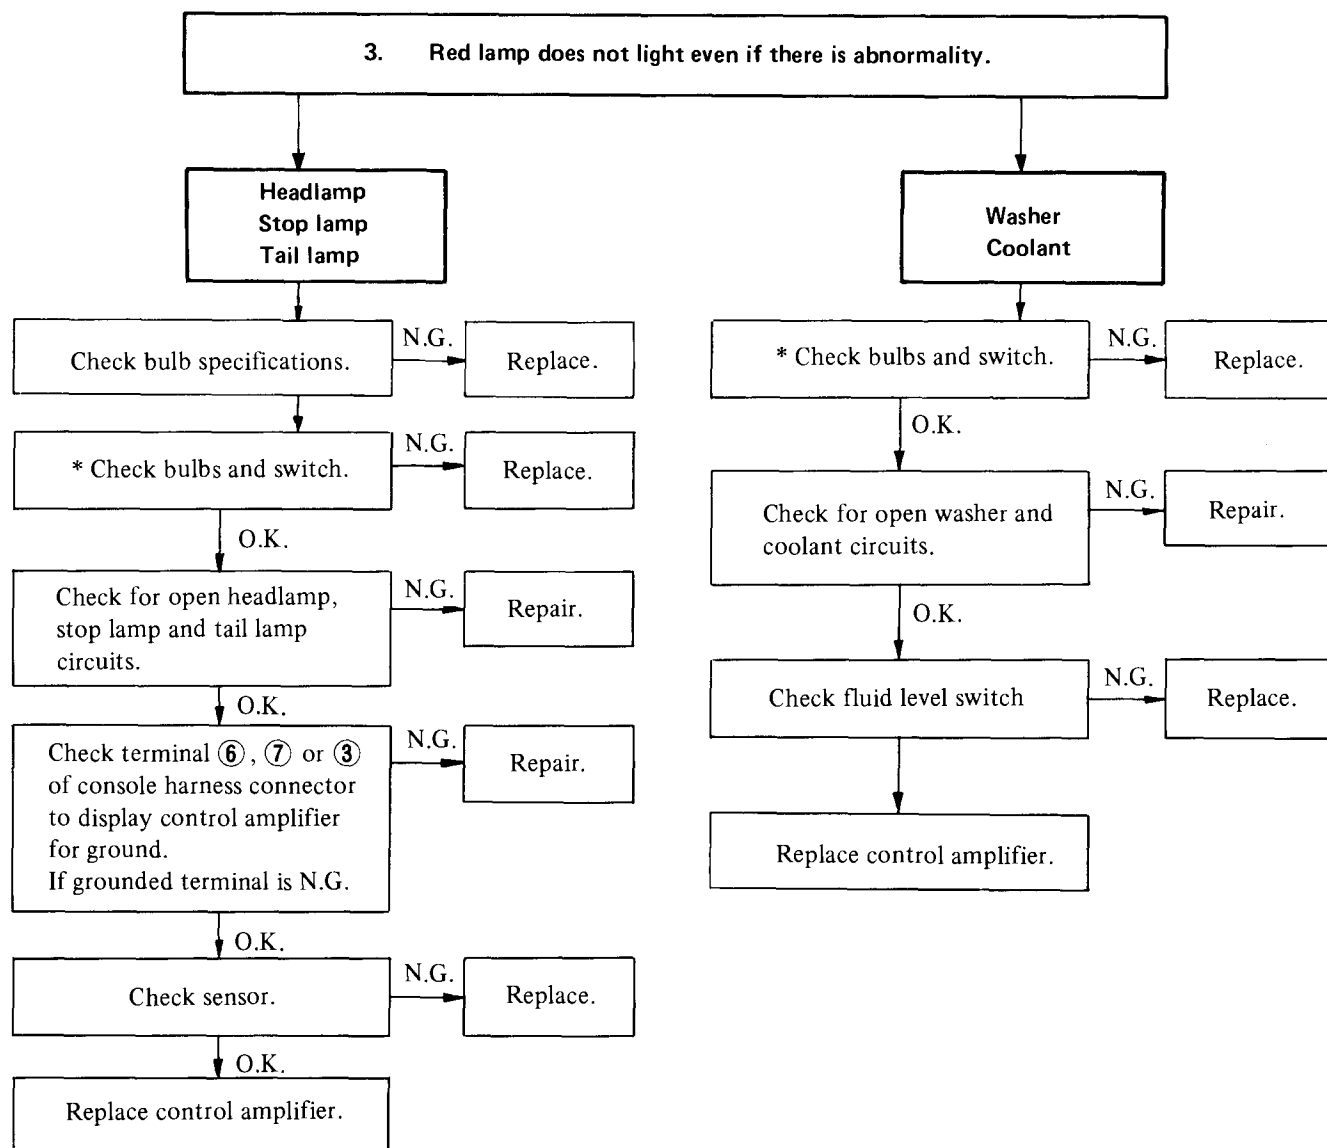 3. Red lamp does not light even if there is abnormality.
Headlamp
Stop lamp
Tail lamp
Check bulb specifications.
N.G.
Replace.
* Check bulbs and switch.
N.G.
Replace.
O.K.
Check for open headlamp,
stop lamp and tail lamp
circuits.
N.G.
Repair.
O.K.
Check terminal ⑥, ⑦ or ③
of console harness connector
to display control amplifier
for ground.
If grounded terminal is N.G.
N.G.
Repair.
O.K.
Check sensor.
N.G.
Replace.
O.K.
Replace control amplifier.
Washer
Coolant
* Check bulbs and switch.
N.G.
Replace.
O.K.
Check for open washer and
coolant circuits.
N.G.
Repair.
O.K.
Check fluid level switch
N.G.
Replace.
Replace control amplifier.